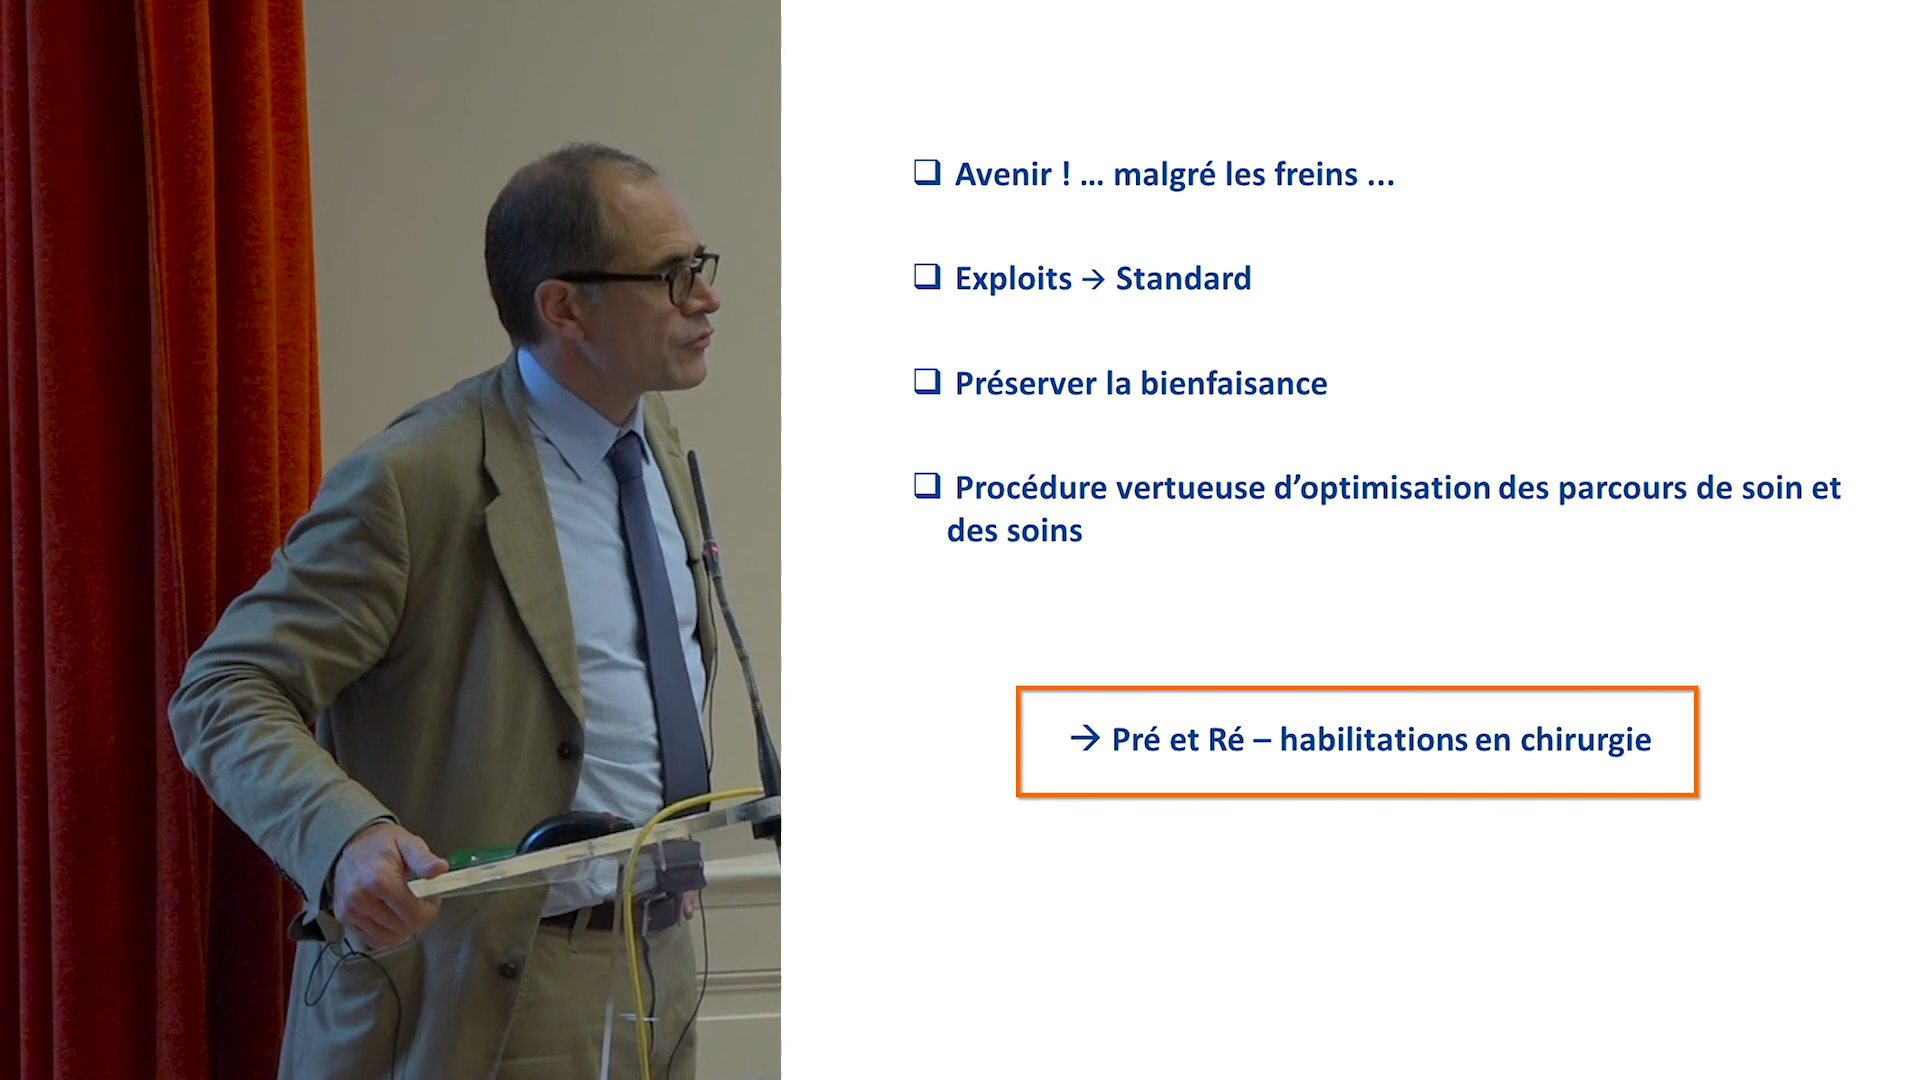 ❑ Avenir ! ... malgré les freins ...
❑ Exploits → Standard
❑ Préserver la bienfaisance
❑ Procédure vertueuse d’optimisation des parcours de soin et
des soins
→ Pré et Ré – habilitations en chirurgie